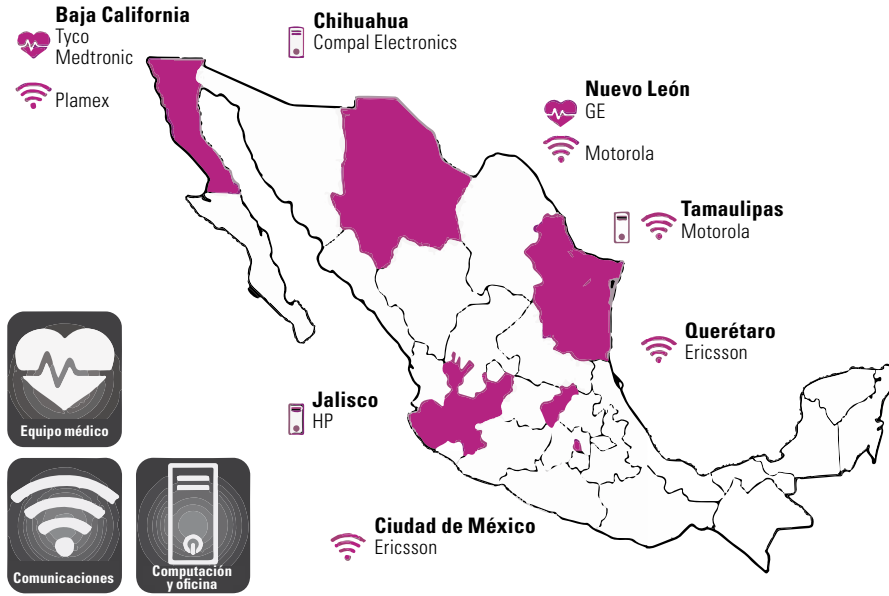 Baja California
Tyco
Medtronic
Plamex
Chihuahua
Compal Electronics
Nuevo León
GE
Motorola
Tamaulipas
Motorola
Querétaro
Ericsson
Jalisco
HP
Ciudad de México
Ericsson
Equipo médico
Comunicaciones
Computación
y oficina